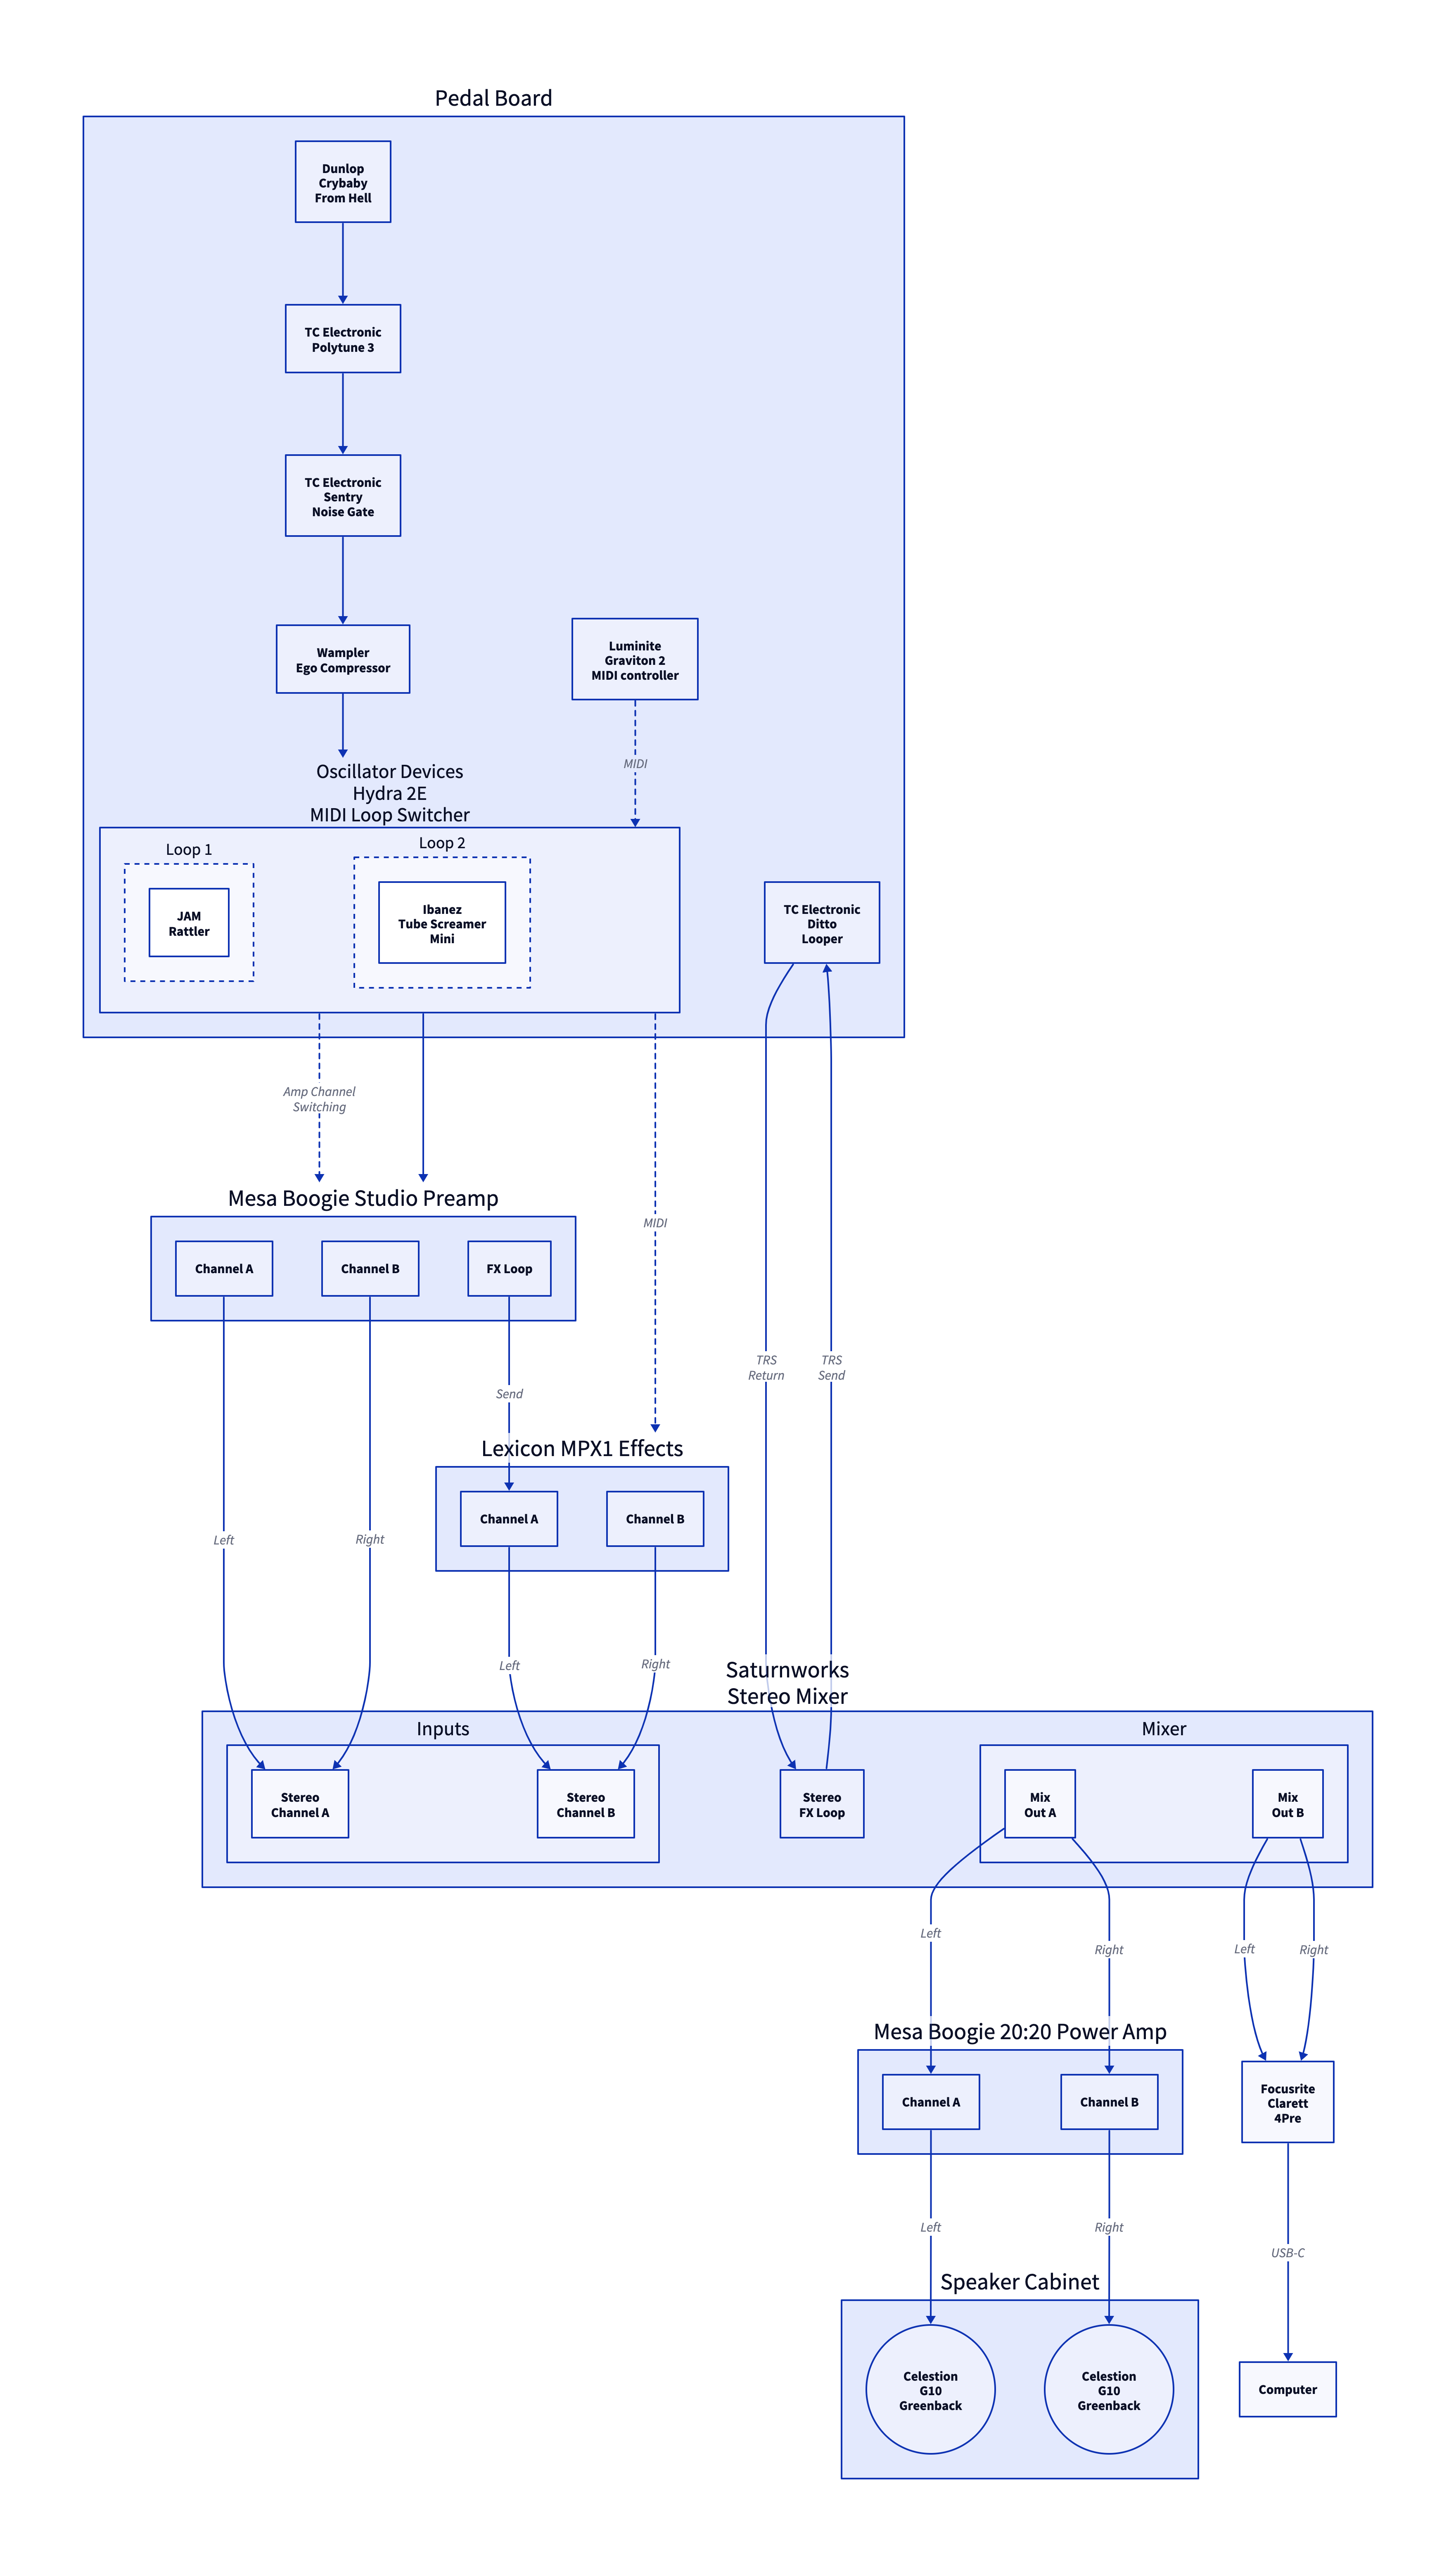 Pedal Board
Dunlop
Crybaby
From Hell
TC Electronic
Polytune 3
TC Electronic
Sentry
Noise Gate
Wampler
Ego Compressor
Luminite
Graviton 2
MIDI controller
MIDI
Oscillator Devices
Hydra 2E
MIDI Loop Switcher
Loop 1
JAM
Rattler
Loop 2
Ibanez
Tube Screamer
Mini
TC Electronic
Ditto
Looper
Amp Channel
Switching
Mesa Boogie Studio Preamp
Channel A
Channel B
FX Loop
MIDI
TRS
Return
TRS
Send
Send
Lexicon MPX1 Effects
Channel A
Channel B
Left
Right
Left
Right
Saturnworks
Stereo Mixer
Inputs
Stereo
Channel A
Stereo
Channel B
Stereo
FX Loop
Mixer
Mix
Out A
Mix
Out B
Left
Right
Left
Right
Mesa Boogie 20:20 Power Amp
Channel A
Channel B
Focusrite
Clarett
4Pre
Left
Right
USB-C
Speaker Cabinet
Celestion
G10
Greenback
Celestion
G10
Greenback
Computer